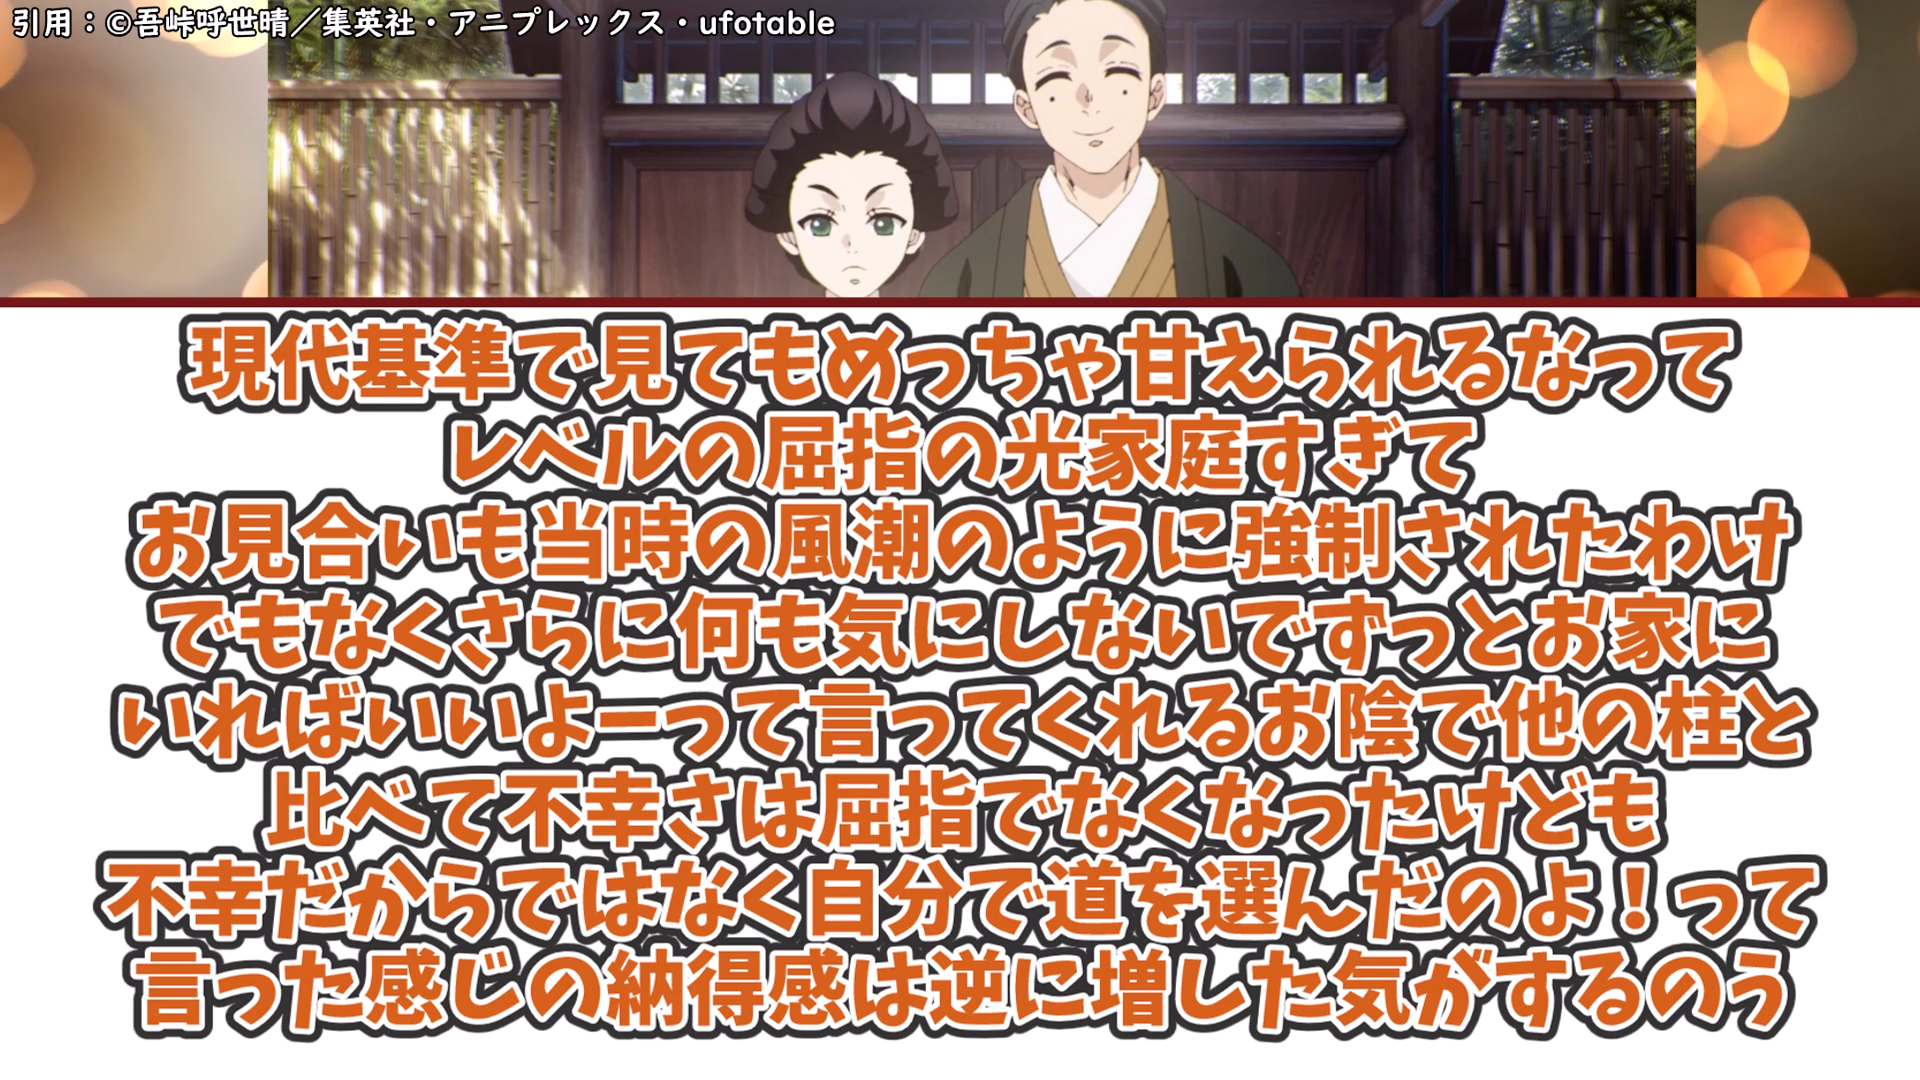 引用：©吾峠呼世晴／集英社・アニプレックス・ufotable
現代基準で見てもめっちゃ甘えられるなって
レベルの屈指の光家庭すぎて
お見合いも当時の風潮のように強制されたわけ
でもなくさらに何も気にしないでずっとお家に
いればいいよーって言ってくれるお陰で他の柱と
比べて不幸さは屈指でなくなったけども
不幸だからではなく自分で道を選んだのよ！って
言った感じの納得感は逆に増した気がするのう